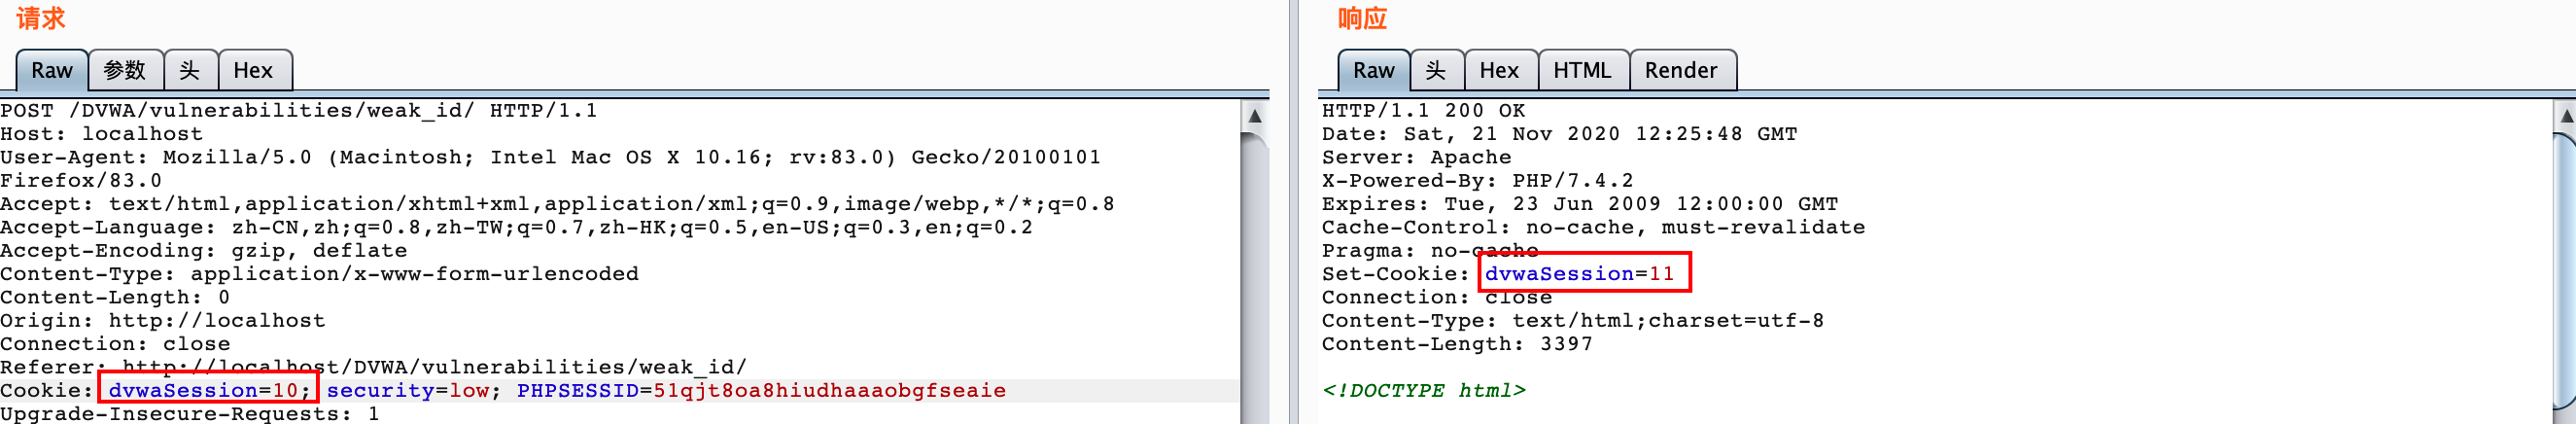 请求
Raw 参数 头 Hex
POST /DVWA/vulnerabilities/weak_id/ HTTP/1.1
Host: localhost
User-Agent: Mozilla/5.0 (Macintosh; Intel Mac OS X 10.16; rv:83.0) Gecko/20100101
Firefox/83.0
Accept: text/html,application/xhtml+xml,application/xml;q=0.9,image/webp,*/*;q=0.8
Accept-Language: zh-CN,zh;q=0.8,zh-TW;q=0.7,zh-HK;q=0.5,en-US;q=0.3,en;q=0.2
Accept-Encoding: gzip, deflate
Content-Type: application/x-www-form-urlencoded
Content-Length: 0
Origin: http://localhost
Connection: close
Referer: http://localhost/DVWA/vulnerabilities/weak_id/
Cookie: dvwaSession=10; security=low; PHPSESSID=51qjt8oa8hiudhaaaobgfseaie
Upgrade-Insecure-Requests: 1
响应
Raw 头 Hex HTML Render
HTTP/1.1 200 OK
Date: Sat, 21 Nov 2020 12:25:48 GMT
Server: Apache
X-Powered-By: PHP/7.4.2
Expires: Tue, 23 Jun 2009 12:00:00 GMT
Cache-Control: no-cache, must-revalidate
Pragma: no-cache
Set-Cookie: dvwaSession=11
Connection: close
Content-Type: text/html;charset=utf-8
Content-Length: 3397
<!DOCTYPE html>